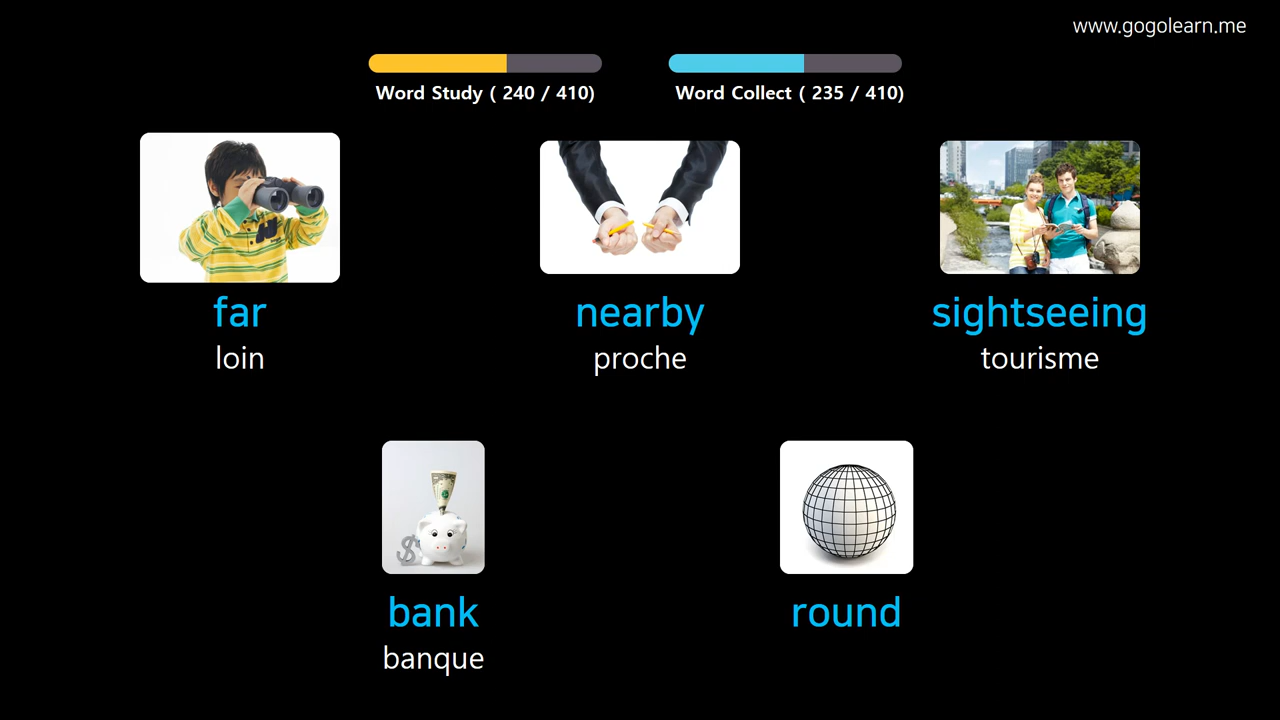 www.gogolearn.me
Word Study ( 240 / 410)
Word Collect ( 235 / 410)
far
loin
nearby
proche
sightseeing
tourisme
bank
banque
round